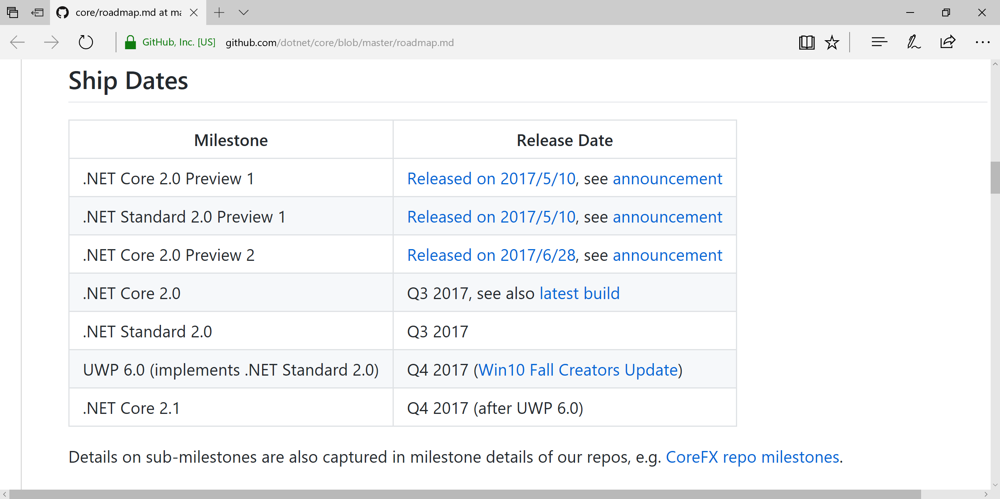 core/roadmap.md at ma
GitHub, Inc. [US] github.com/dotnet/core/blob/master/roadmap.md
Ship Dates
Milestone Release Date
.NET Core 2.0 Preview 1 Released on 2017/5/10, see announcement
.NET Standard 2.0 Preview 1 Released on 2017/5/10, see announcement
.NET Core 2.0 Preview 2 Released on 2017/6/28, see announcement
.NET Core 2.0 Q3 2017, see also latest build
.NET Standard 2.0 Q3 2017
UWP 6.0 (implements .NET Standard 2.0) Q4 2017 (Win10 Fall Creators Update)
.NET Core 2.1 Q4 2017 (after UWP 6.0)
Details on sub-milestones are also captured in milestone details of our repos, e.g. CoreFX repo milestones.